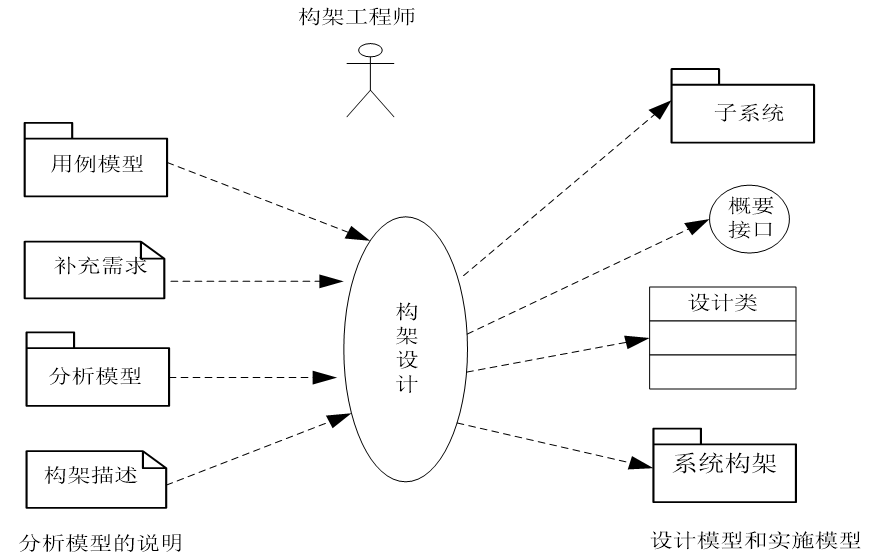 构架工程师
用例模型
补充需求
分析模型
构架描述
分析模型的说明
构
架
设
计
子系统
概要
接口
设计类
系统构架
设计模型和实施模型